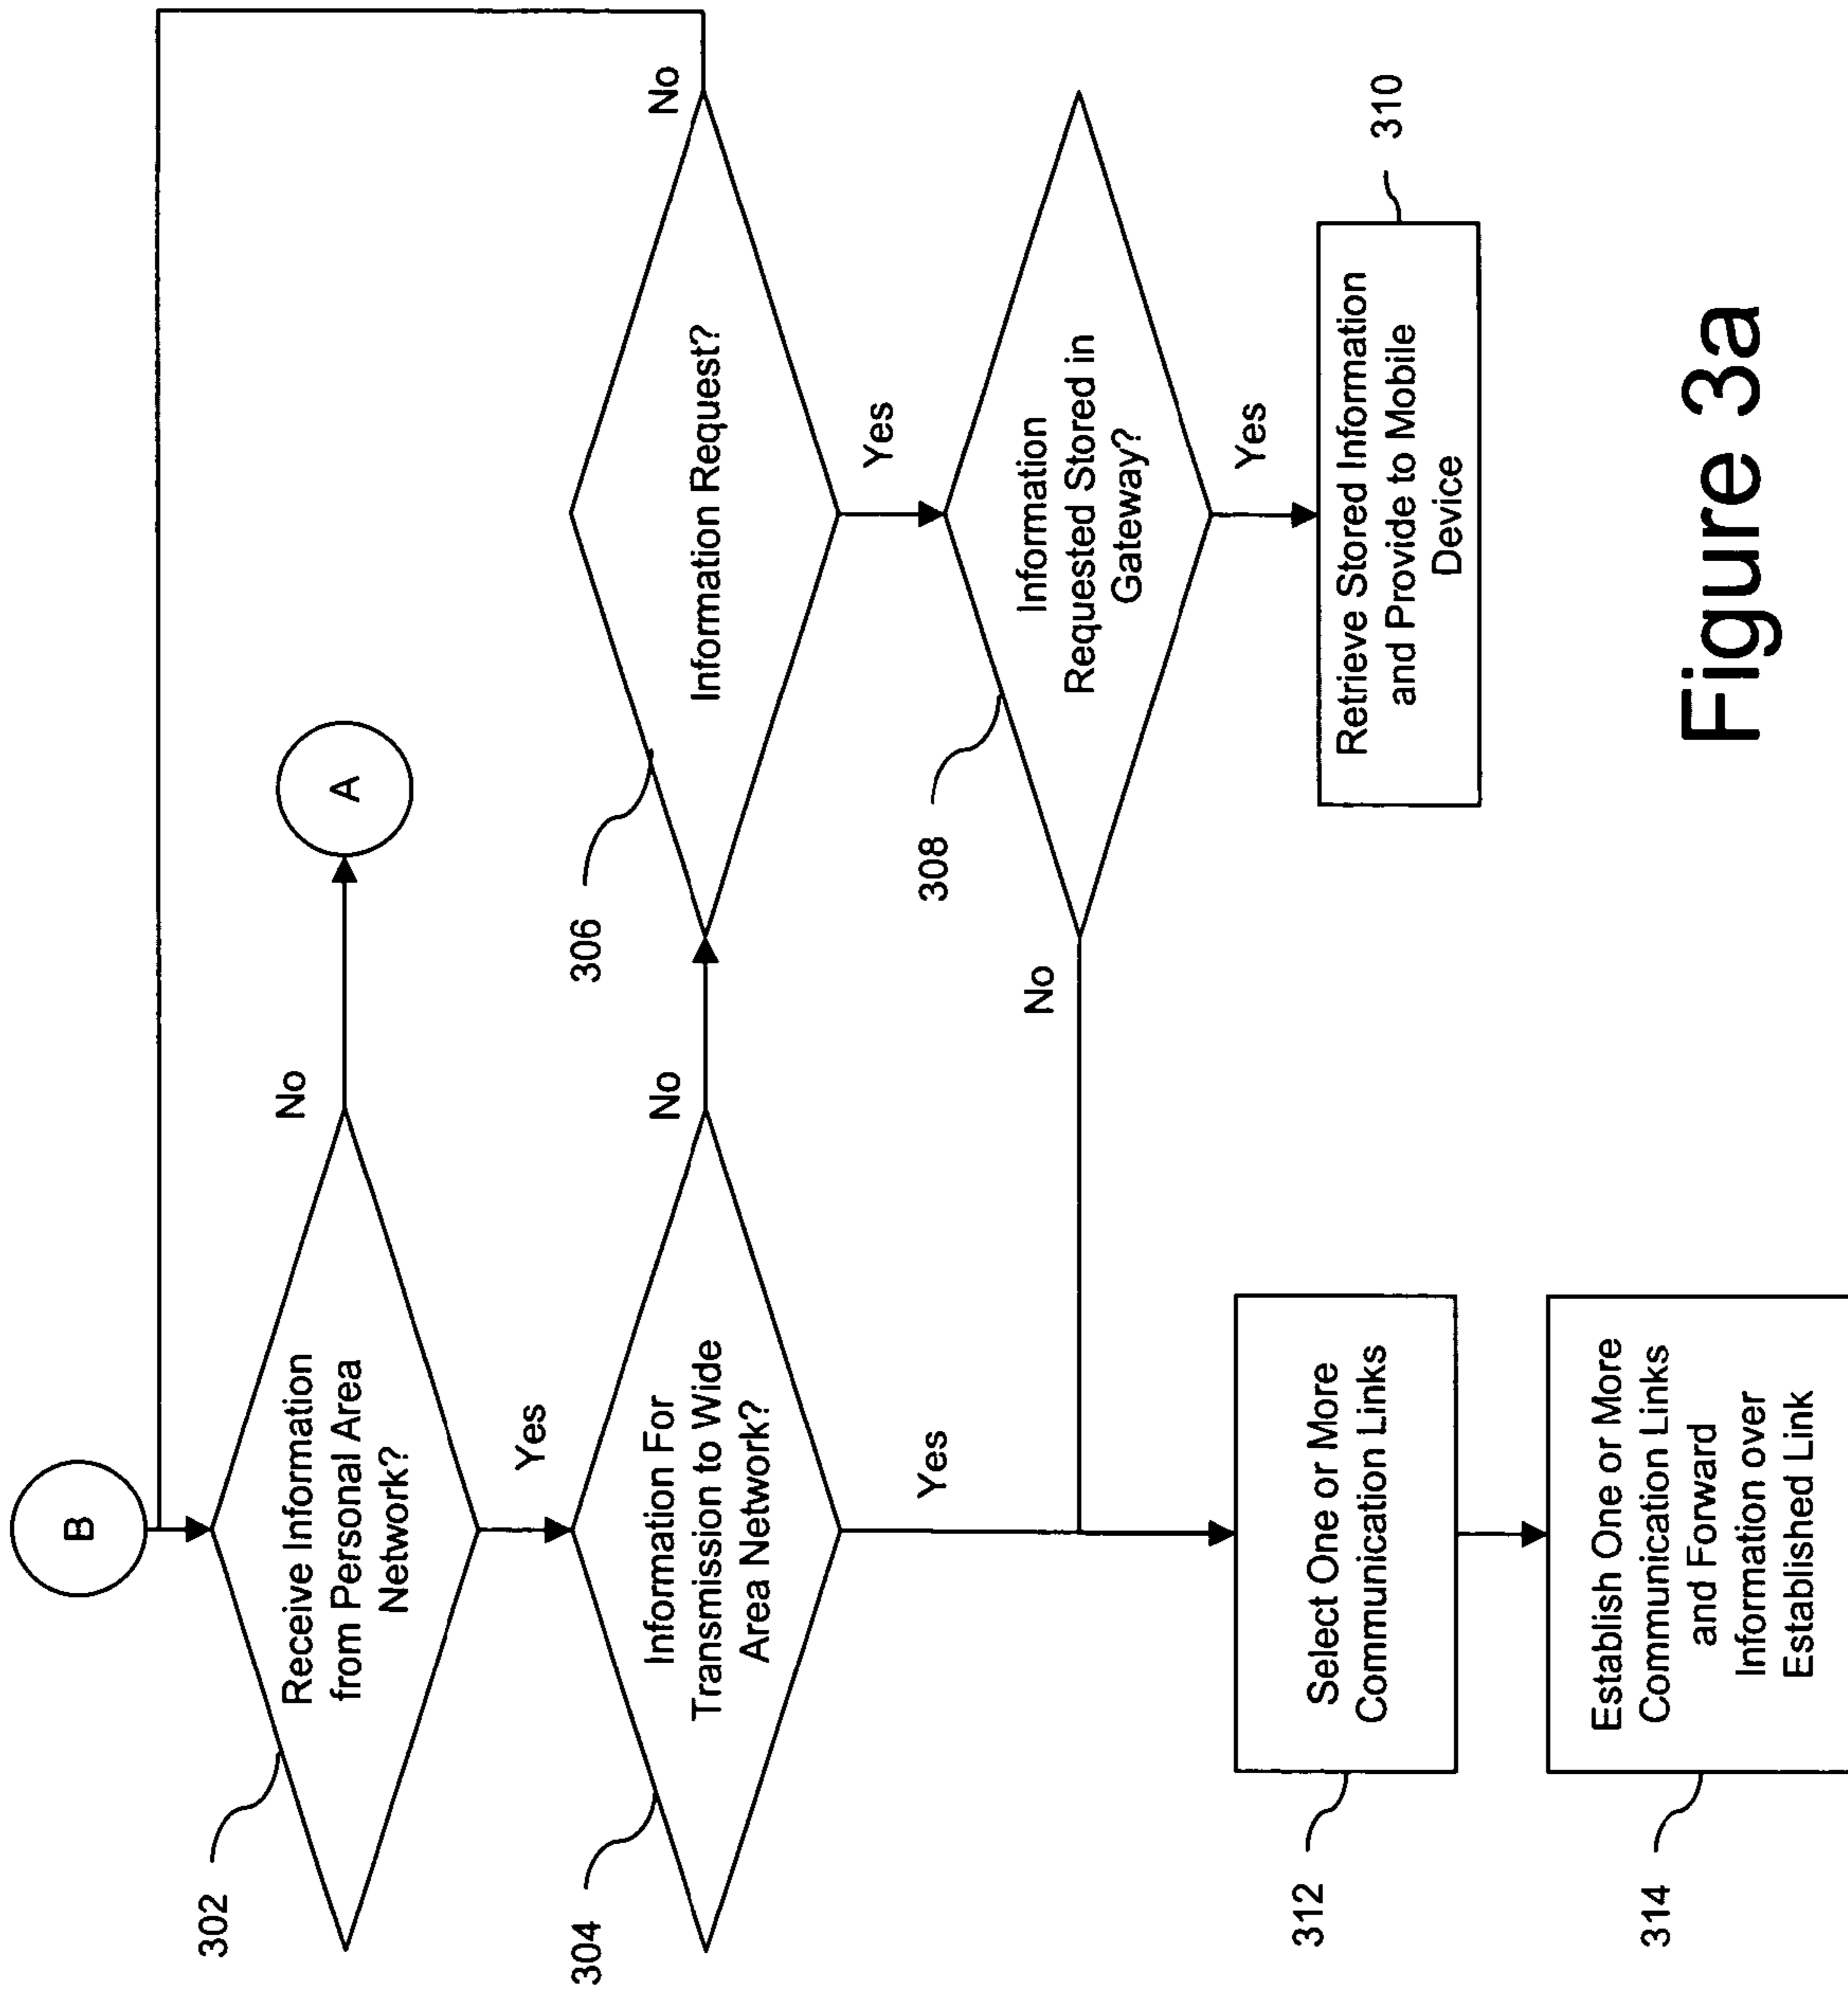 B
302
Receive Information
from Personal Area
Network?
No
A
Yes
304
Information For
Transmission to Wide
Area Network?
No
306
Information Request?
No
Yes
Yes
308
Information
Requested Stored in
Gateway?
No
Yes
310
Retrieve Stored Information
and Provide to Mobile
Device
312
Select One or More
Communication Links
314
Establish One or More
Communication Links
and Forward
Information over
Established Link
Figure 3a